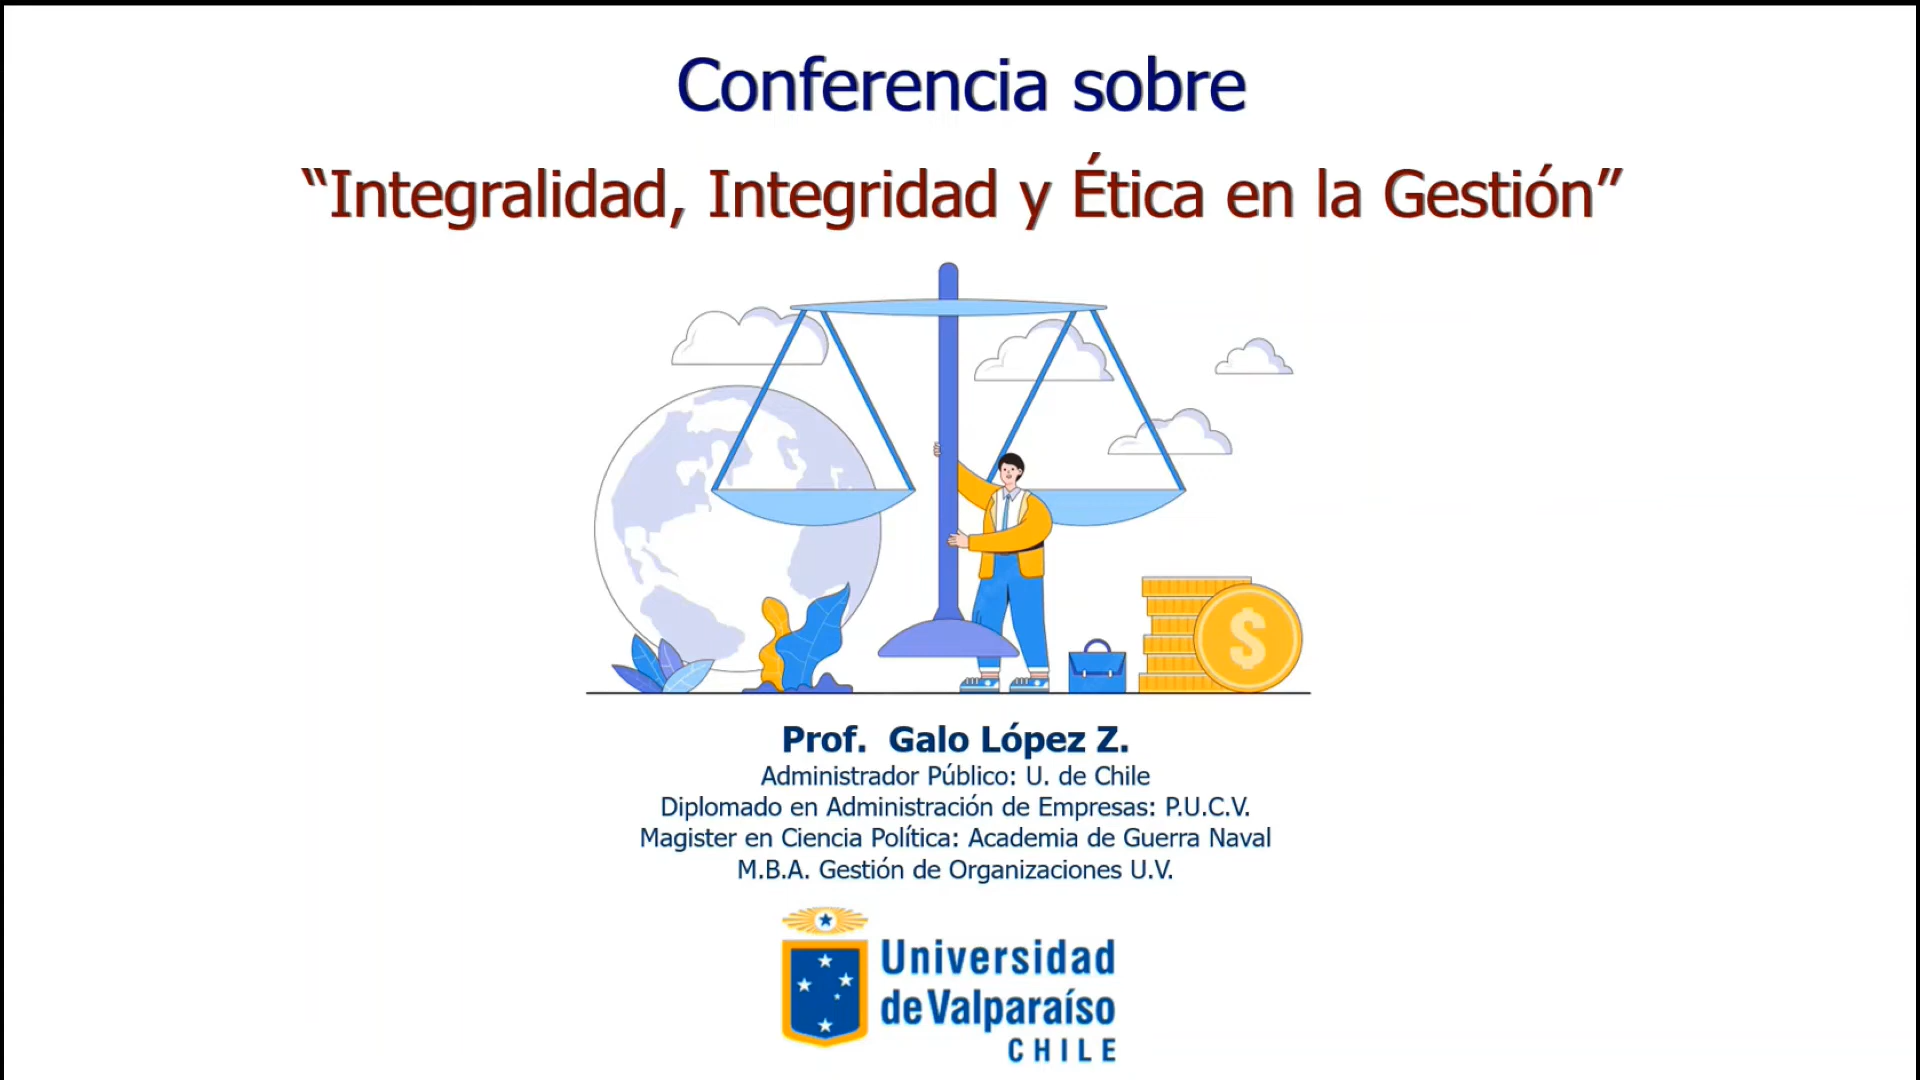 Conferencia sobre
“Integralidad, Integridad y Ética en la Gestión”
$
Prof. Galo López Z.
Administrador Público: U. de Chile
Diplomado en Administración de Empresas: P.U.C.V.
Magister en Ciencia Política: Academia de Guerra Naval
M.B.A. Gestión de Organizaciones U.V.
Universidad
de Valparaíso
CHILE